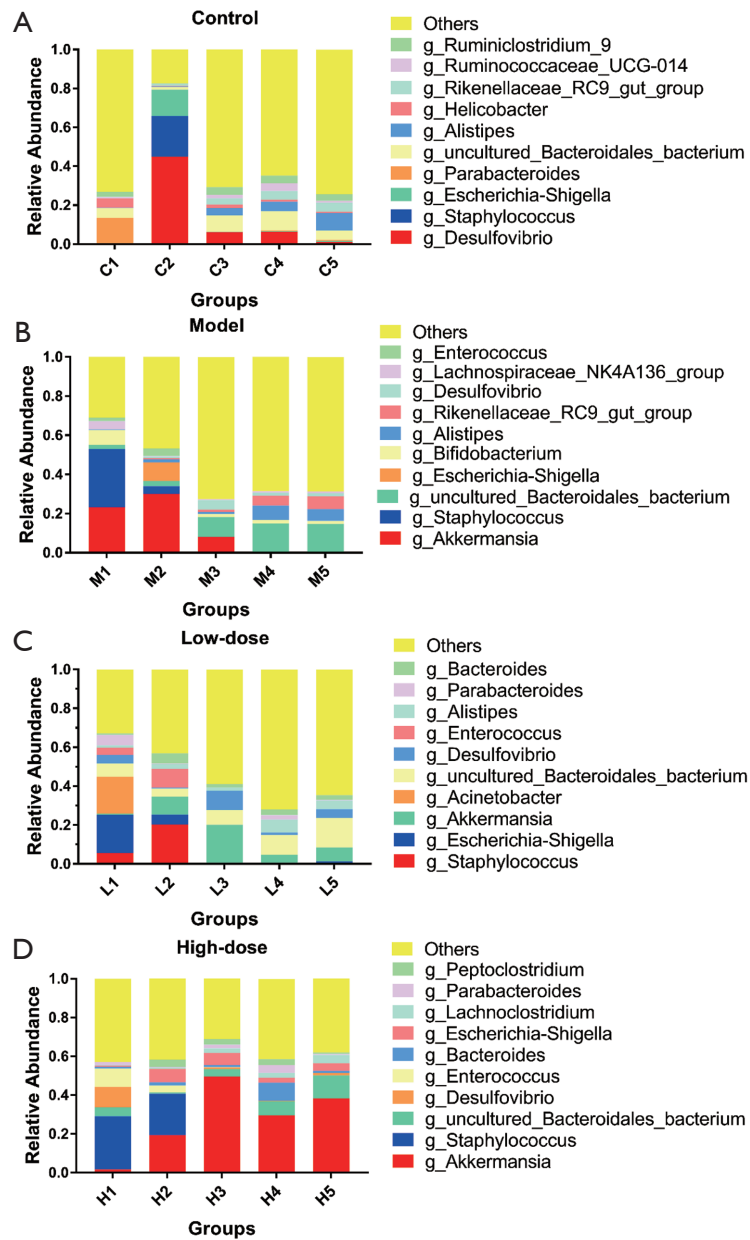 A
Control
Relative Abundance
1.0
0.8
0.6
0.4
0.2
0.0
C1
C2
C3
C4
C5
Groups
Others
g_Ruminiclostridium_9
g_Ruminococcaceae_UCG-014
g_Rikenellaceae_RC9_gut_group
g_Helicobacter
g_Alistipes
g_uncultured_Bacteroidales_bacterium
g_Parabacteroides
g_Escherichia-Shigella
g_Staphylococcus
g_Desulfovibrio
B
Model
Relative Abundance
1.0
0.8
0.6
0.4
0.2
0.0
M1
M2
M3
M4
M5
Groups
Others
g_Enterococcus
g_Lachnospiraceae_NK4A136_group
g_Desulfovibrio
g_Rikenellaceae_RC9_gut_group
g_Alistipes
g_Bifidobacterium
g_Escherichia-Shigella
g_uncultured_Bacteroidales_bacterium
g_Staphylococcus
g_Akkermansia
C
Low-dose
Relative Abundance
1.0
0.8
0.6
0.4
0.2
0.0
L1
L2
L3
L4
L5
Groups
Others
g_Bacteroides
g_Parabacteroides
g_Alistipes
g_Enterococcus
g_Desulfovibrio
g_uncultured_Bacteroidales_bacterium
g_Acinetobacter
g_Akkermansia
g_Escherichia-Shigella
g_Staphylococcus
D
High-dose
Relative Abundance
1.0
0.8
0.6
0.4
0.2
0.0
H1
H2
H3
H4
H5
Groups
Others
g_Peptoclostridium
g_Parabacteroides
g_Lachnoclostridium
g_Escherichia-Shigella
g_Bacteroides
g_Enterococcus
g_Desulfovibrio
g_uncultured_Bacteroidales_bacterium
g_Staphylococcus
g_Akkermansia